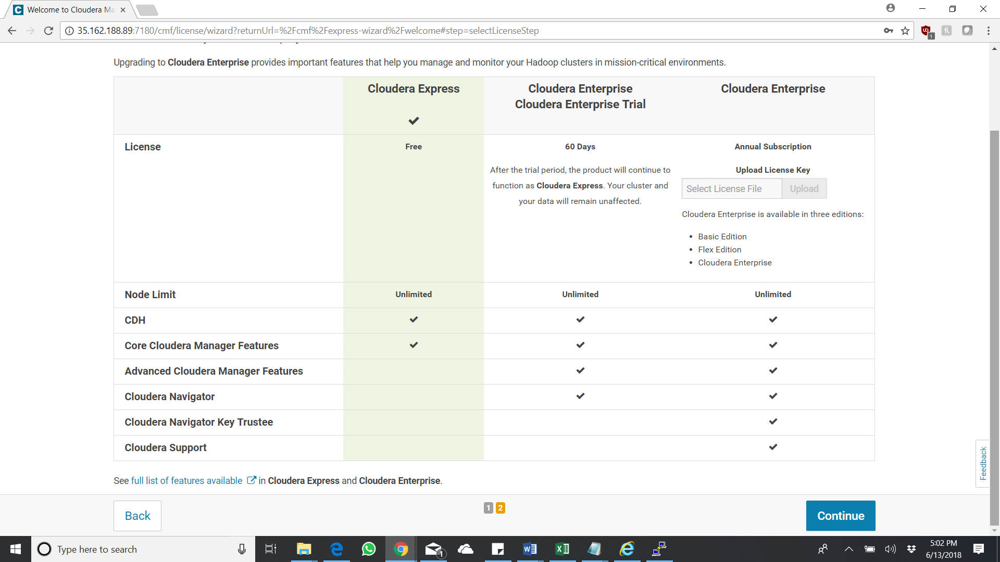 Welcome to Cloudera Ma
35.162.188.89:7180/cmf/license/wizard?returnUrl=%2Fcmf%2Fexpress-wizard%2Fwelcome#step=selectLicenseStep
1
Upgrading to Cloudera Enterprise provides important features that help you manage and monitor your Hadoop clusters in mission-critical environments.
Cloudera Express
Cloudera Enterprise
Cloudera Enterprise Trial
Cloudera Enterprise
License
Free
60 Days
After the trial period, the product will continue to
function as Cloudera Express. Your cluster and
your data will remain unaffected.
Annual Subscription
Upload License Key
Select License File Upload
Cloudera Enterprise is available in three editions:
• Basic Edition
• Flex Edition
• Cloudera Enterprise
Node Limit Unlimited Unlimited Unlimited
CDH
Core Cloudera Manager Features
Advanced Cloudera Manager Features
Cloudera Navigator
Cloudera Navigator Key Trustee
Cloudera Support
See full list of features available in Cloudera Express and Cloudera Enterprise.
Feedback
Back
1 2
Continue
Type here to search
1
5:02 PM
6/13/2018